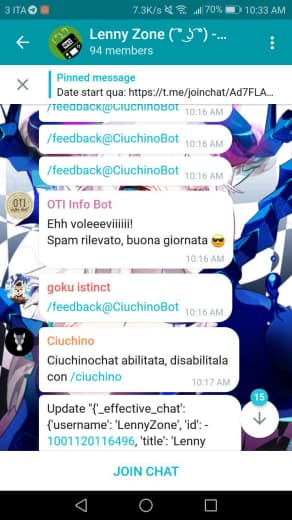 3 ITA
7.3K/s
70%
10:33 AM
Lenny Zone ( ͡° ͜ʖ ͡°) -...
94 members
Pinned message
Date start qua: https://t.me/joinchat/Ad7FLA...
/feedback@CiuchinoBot 10:16 AM
/feedback@CiuchinoBot 10:16 AM
/feedback@CiuchinoBot 10:16 AM
OTI Info Bot
Ehh voleeeviiiiii!
Spam rilevato, buona giornata 😎
10:16 AM
goku istinct
/feedback@CiuchinoBot 10:16 AM
Ciuchino
Ciuchinochat abilitata, disabilitala
con /ciuchino
10:17 AM
Update "{'_effective_chat':
{'username': 'LennyZone', 'id': -
1001120116496, 'title': 'Lenny
15
JOIN CHAT